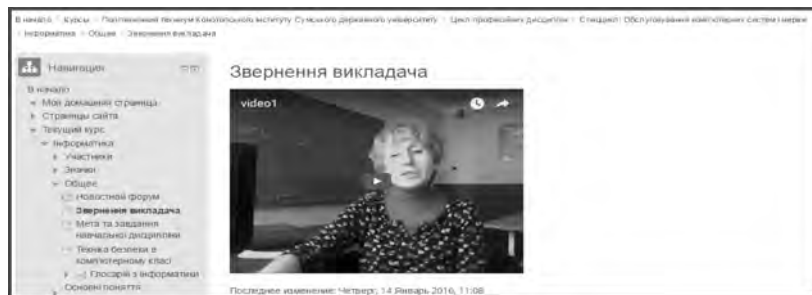 В начало Курсы Політехнічний технікум Конотопського інституту Сумського державного університету Цикл професійних дисциплін Спеццикл: Обслуговування комп'ютерних систем і мереж
Информатика Общее Звернення викладача
Навигация
В начало
Моя домашняя страница
Страницы сайта
Текущий курс
Інформатика
Участники
Значки
Общее
Новостной форум
Звернення викладача
Мета та завдання
навчальної дисципліни
Техніка безпеки в
комп'ютерному класі
Глосарій з інформатики
Основні поняття
Звернення викладача
video1
Последнее изменение: Четверг, 14 Январь 2016, 11:08